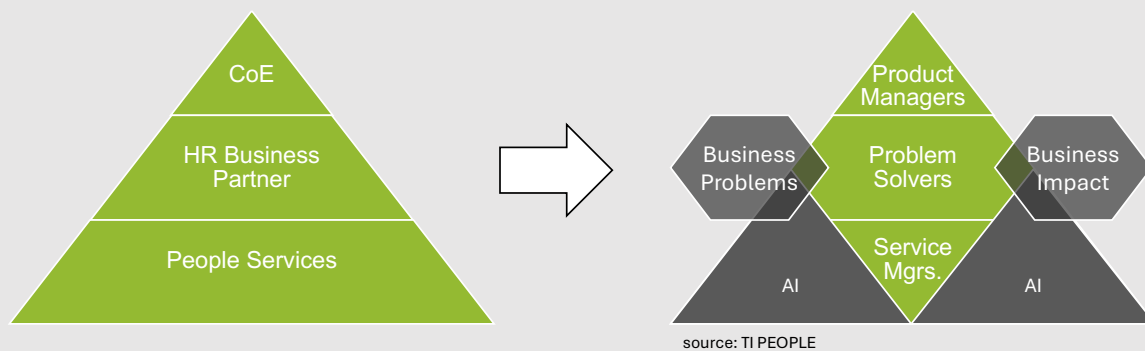 CoE
HR Business
Partner
People Services
Product
Managers
Business
Problems
Problem
Solvers
Business
Impact
Service
Mgrs.
AI
AI
source: TI PEOPLE